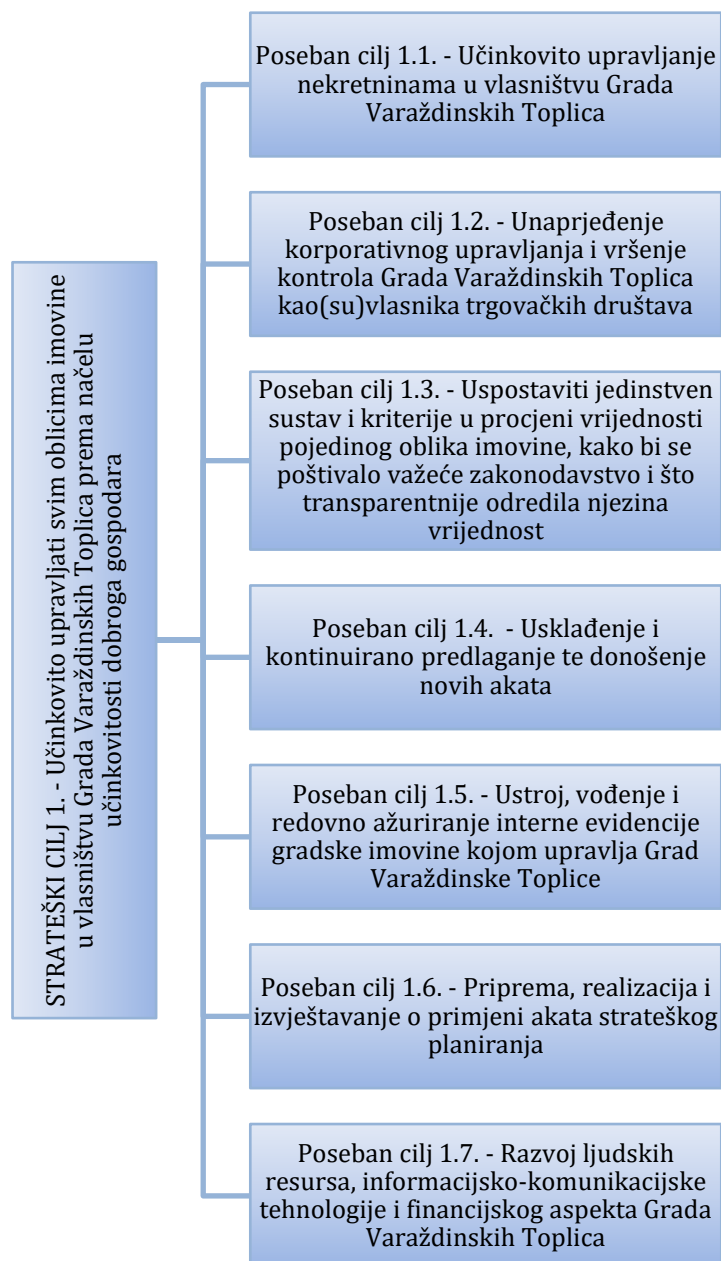 STRATEŠKI CILJ 1. - Učinkovito upravljati svim oblicima imovine
u vlasništvu Grada Varaždinskih Toplica prema načelu
učinkovitosti dobroga gospodara
Poseban cilj 1.1. - Učinkovito upravljanje
nekretninama u vlasništvu Grada
Varaždinskih Toplica
Poseban cilj 1.2. - Unaprjeđenje
korporativnog upravljanja i vršenje
kontrola Grada Varaždinskih Toplica
kao(su)vlasnika trgovačkih društava
Poseban cilj 1.3. - Uspostaviti jedinstven
sustav i kriterije u procjeni vrijednosti
pojedinog oblika imovine, kako bi se
poštivalo važeće zakonodavstvo i što
transparentnije odredila njezina
vrijednost
Poseban cilj 1.4. - Usklađenje i
kontinuirano predlaganje te donošenje
novih akata
Poseban cilj 1.5. - Ustroj, vođenje i
redovno ažuriranje interne evidencije
gradske imovine kojom upravlja Grad
Varaždinske Toplice
Poseban cilj 1.6. - Priprema, realizacija i
izvještavanje o primjeni akata strateškog
planiranja
Poseban cilj 1.7. - Razvoj ljudskih
resursa, informacijsko-komunikacijske
tehnologije i financijskog aspekta Grada
Varaždinskih Toplica